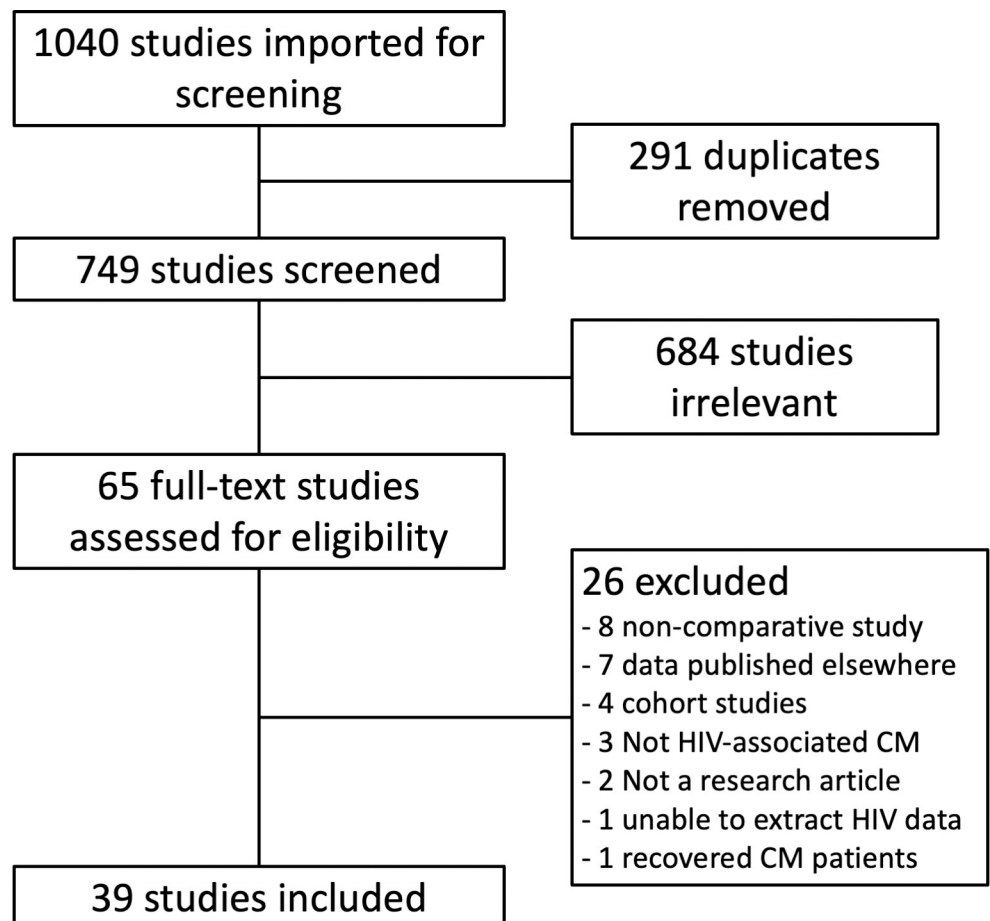 1040 studies imported for
screening
291 duplicates
removed
749 studies screened
684 studies
irrelevant
65 full-text studies
assessed for eligibility
26 excluded
- 8 non-comparative study
- 7 data published elsewhere
- 4 cohort studies
- 3 Not HIV-associated CM
- 2 Not a research article
- 1 unable to extract HIV data
- 1 recovered CM patients
39 studies included